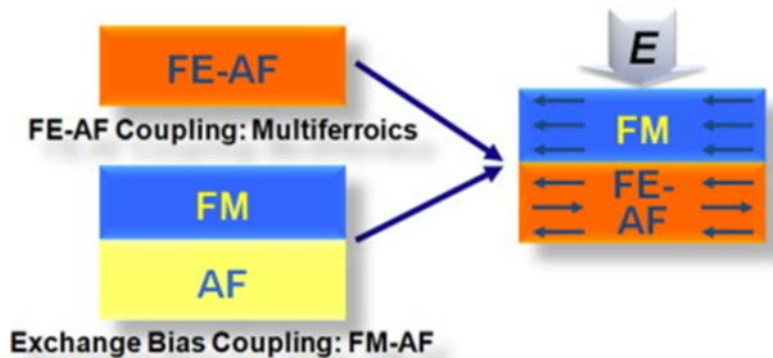 FE-AF
FE-AF Coupling: Multiferroics
FM
AF
Exchange Bias Coupling: FM-AF
E
FM
FE-
AF